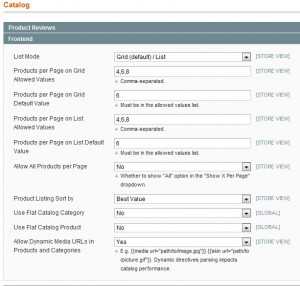 Catalog
Product Reviews
Frontend
List Mode
Grid (default) / List
[STORE VIEW]
Products per Page on Grid Allowed Values
4,6,8
[STORE VIEW]
Comma-separated.
Products per Page on Grid Default Value
6
[STORE VIEW]
Must be in the allowed values list.
Products per Page on List Allowed Values
4,6,8
[STORE VIEW]
Comma-separated.
Products per Page on List Default Value
6
[STORE VIEW]
Must be in the allowed values list.
Allow All Products per Page
No
[STORE VIEW]
Whether to show "All" option in the "Show X Per Page" dropdown.
Product Listing Sort by
Best Value
[STORE VIEW]
Use Flat Catalog Category
No
[GLOBAL]
Use Flat Catalog Product
No
[GLOBAL]
Allow Dynamic Media URLs in Products and Categories
Yes
[STORE VIEW]
E.g. {{media url="path/to/image.jpg"}} {{skin url="path/to/picture.gif"}}. Dynamic directives parsing impacts catalog performance.